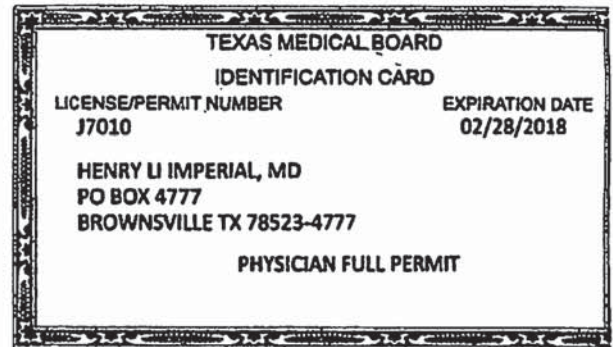 TEXAS MEDICAL BOARD
IDENTIFICATION CARD
LICENSE/PERMIT NUMBER EXPIRATION DATE
J7010 02/28/2018
HENRY LI IMPERIAL, MD
PO BOX 4777
BROWNSVILLE TX 78523-4777
PHYSICIAN FULL PERMIT